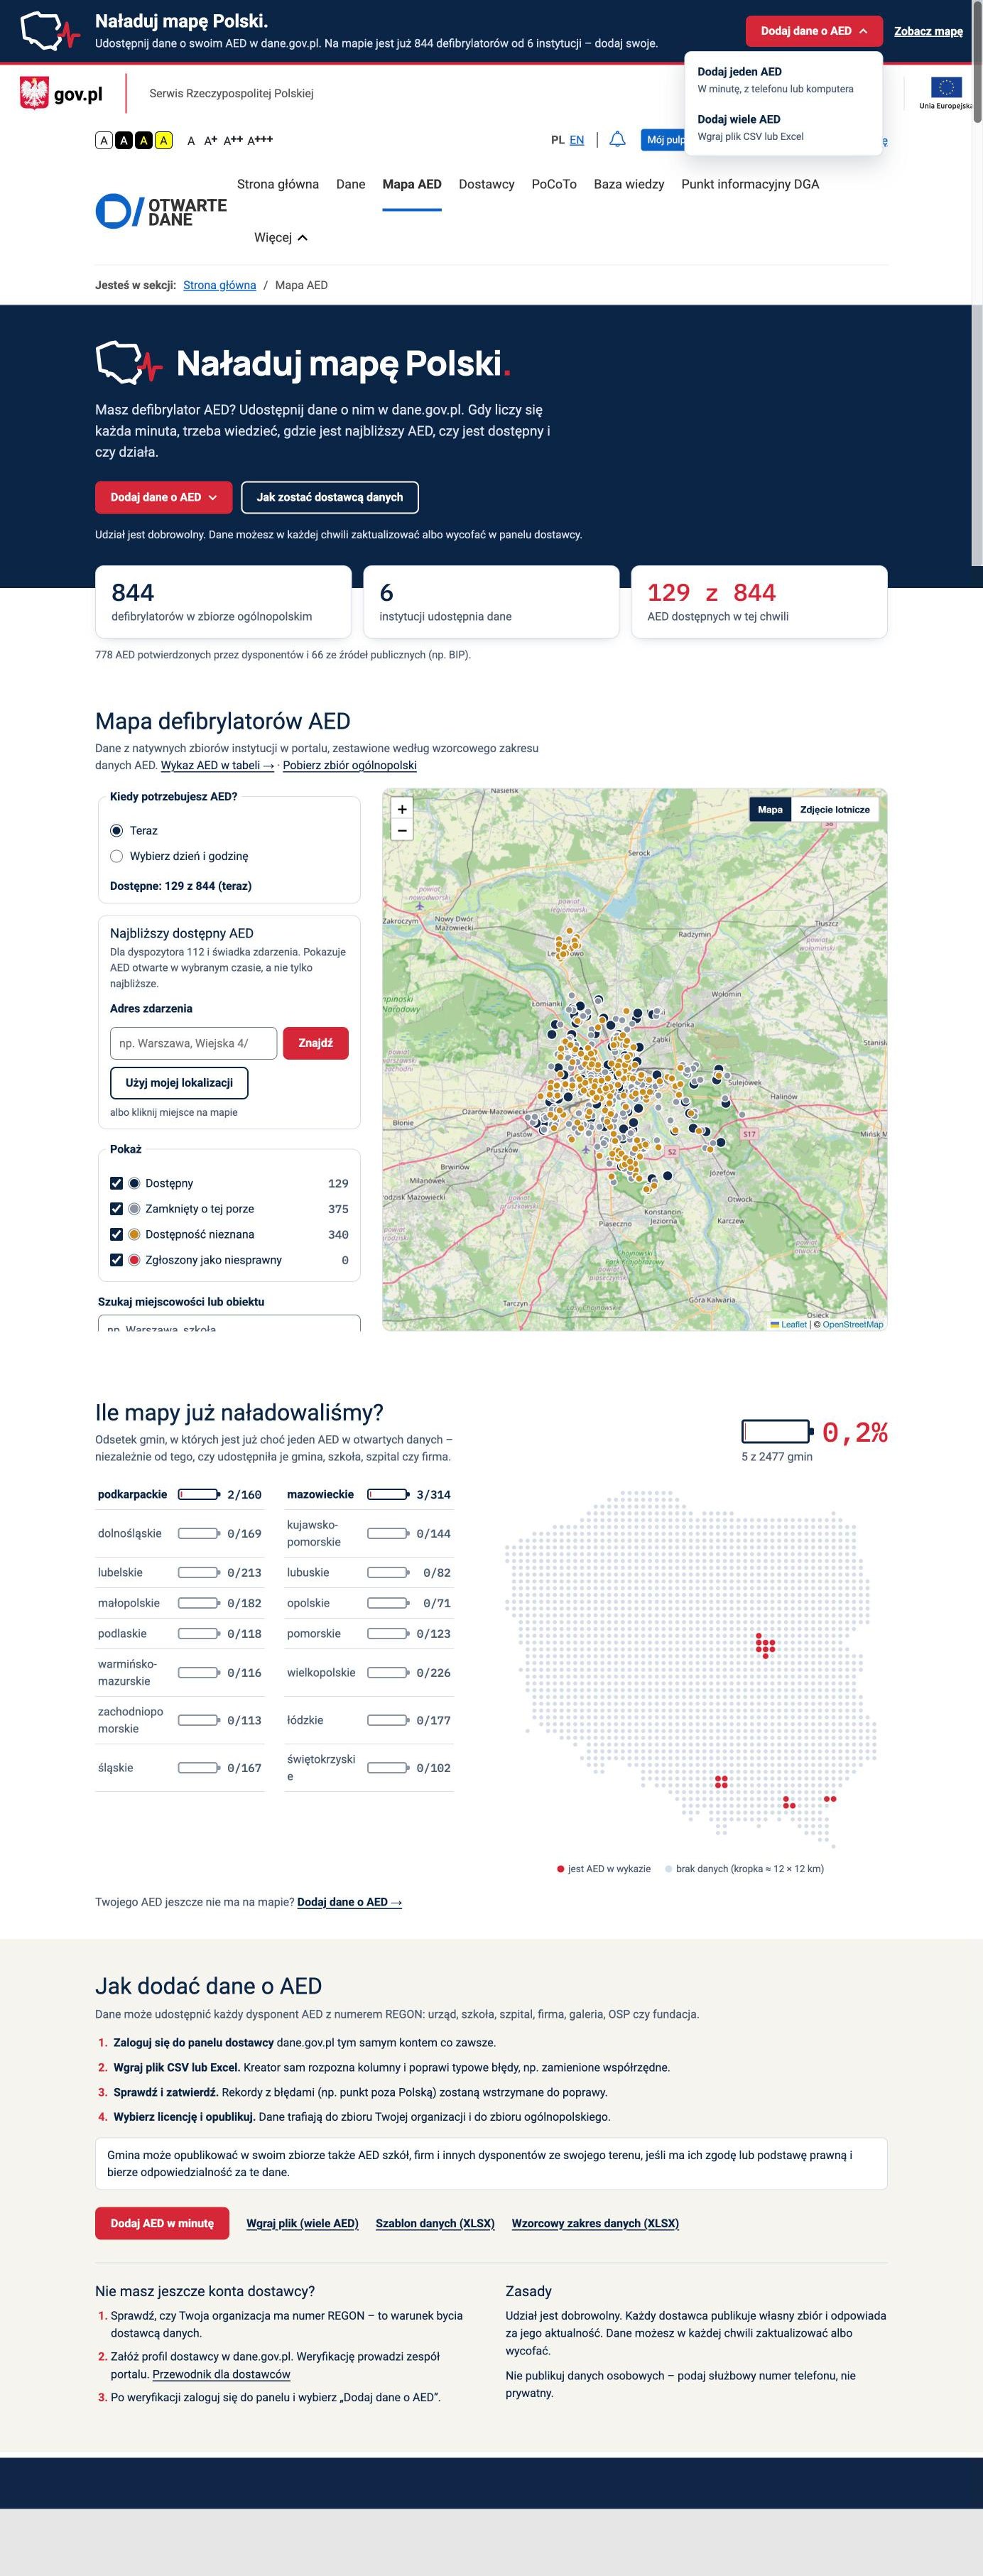 Naładuj mapę Polski.
Udostępnij dane o swoim AED w dane.gov.pl. Na mapie jest już 844 defibrylatorów od 6 instytucji – dodaj swoje.
Dodaj dane o AED
Zobacz mapę
Dodaj jeden AED
W minutę, z telefonu lub komputera
Dodaj wiele AED
Wgraj plik CSV lub Excel
gov.pl
Serwis Rzeczypospolitej Polskiej
Unia Europejska
A A A A A A+ A++ A+++
PL EN
Mój pulp
OTWARTE
DANE
Strona główna Dane Mapa AED Dostawcy PoCoTo Baza wiedzy Punkt informacyjny DGA
Więcej
Jesteś w sekcji: Strona główna / Mapa AED
Naładuj mapę Polski.
Masz defibrylator AED? Udostępnij dane o nim w dane.gov.pl. Gdy liczy się
każda minuta, trzeba wiedzieć, gdzie jest najbliższy AED, czy jest dostępny i
czy działa.
Dodaj dane o AED
Jak zostać dostawcą danych
Udział jest dobrowolny. Dane możesz w każdej chwili zaktualizować albo wycofać w panelu dostawcy.
844
defibrylatorów w zbiorze ogólnopolskim
6
instytucji udostępnia dane
129 z 844
AED dostępnych w tej chwili
778 AED potwierdzonych przez dysponentów i 66 ze źródeł publicznych (np. BIP).
Mapa defibrylatorów AED
Dane z natywnych zbiorów instytucji w portalu, zestawione według wzorcowego zakresu
danych AED. Wykaz AED w tabeli → · Pobierz zbiór ogólnopolski
Kiedy potrzebujesz AED?
Teraz
Wybierz dzień i godzinę
Dostępne: 129 z 844 (teraz)
Najbliższy dostępny AED
Dla dyspozytora 112 i świadka zdarzenia. Pokazuje
AED otwarte w wybranym czasie, a nie tylko
najbliższe.
Adres zdarzenia
np. Warszawa, Wiejska 4/
Znajdź
Użyj mojej lokalizacji
albo kliknij miejsce na mapie
Pokaż
Dostępny 129
Zamknięty o tej porze 375
Dostępność nieznana 340
Zgłoszony jako niesprawny 0
Szukaj miejscowości lub obiektu
np. Warszawa, szkoła
+
−
Mapa
Zdjęcie lotnicze
Nasielsk
Serock
Zakroczym
Nowy Dwór
Mazowiecki
Radzymin
Tłuszcz
Łomianki
Wołomin
Zielonka
Ząbki
Sulejówek
Halinów
Ożarów Mazowiecki
Błonie
Piastów
Pruszków
Brwinów
Milanówek
S17
S2
Mińsk M
Józefów
Otwock
Karczew
Konstancin-
Jeziorna
Piaseczno
Tarczyn
Góra Kalwaria
Osieck
Leaflet | © OpenStreetMap
Ile mapy już naładowaliśmy?
Odsetek gmin, w których jest już choć jeden AED w otwartych danych –
niezależnie od tego, czy udostępniła je gmina, szkoła, szpital czy firma.
0,2%
5 z 2477 gmin
podkarpackie 2/160
mazowieckie 3/314
dolnośląskie 0/169
kujawsko-
pomorskie 0/144
lubelskie 0/213
lubuskie 0/82
małopolskie 0/182
opolskie 0/71
podlaskie 0/118
pomorskie 0/123
warmińsko-
mazurskie 0/116
wielkopolskie 0/226
zachodniopo
morskie 0/113
łódzkie 0/177
śląskie 0/167
świętokrzyski
e 0/102
jest AED w wykazie
brak danych (kropka ≈ 12 × 12 km)
Twojego AED jeszcze nie ma na mapie? Dodaj dane o AED →
Jak dodać dane o AED
Dane może udostępnić każdy dysponent AED z numerem REGON: urząd, szkoła, szpital, firma, galeria, OSP czy fundacja.
1. Zaloguj się do panelu dostawcy dane.gov.pl tym samym kontem co zawsze.
2. Wgraj plik CSV lub Excel. Kreator sam rozpozna kolumny i poprawi typowe błędy, np. zamienione współrzędne.
3. Sprawdź i zatwierdź. Rekordy z błędami (np. punkt poza Polską) zostaną wstrzymane do poprawy.
4. Wybierz licencję i opublikuj. Dane trafiają do zbioru Twojej organizacji i do zbioru ogólnopolskiego.
Gmina może opublikować w swoim zbiorze także AED szkół, firm i innych dysponentów ze swojego terenu, jeśli ma ich zgodę lub podstawę prawną i
bierze odpowiedzialność za te dane.
Dodaj AED w minutę
Wgraj plik (wiele AED)
Szablon danych (XLSX)
Wzorcowy zakres danych (XLSX)
Nie masz jeszcze konta dostawcy?
1. Sprawdź, czy Twoja organizacja ma numer REGON – to warunek bycia
dostawcą danych.
2. Załóż profil dostawcy w dane.gov.pl. Weryfikację prowadzi zespół
portalu. Przewodnik dla dostawców
3. Po weryfikacji zaloguj się do panelu i wybierz „Dodaj dane o AED”.
Zasady
Udział jest dobrowolny. Każdy dostawca publikuje własny zbiór i odpowiada
za jego aktualność. Dane możesz w każdej chwili zaktualizować albo
wycofać.
Nie publikuj danych osobowych – podaj służbowy numer telefonu, nie
prywatny.